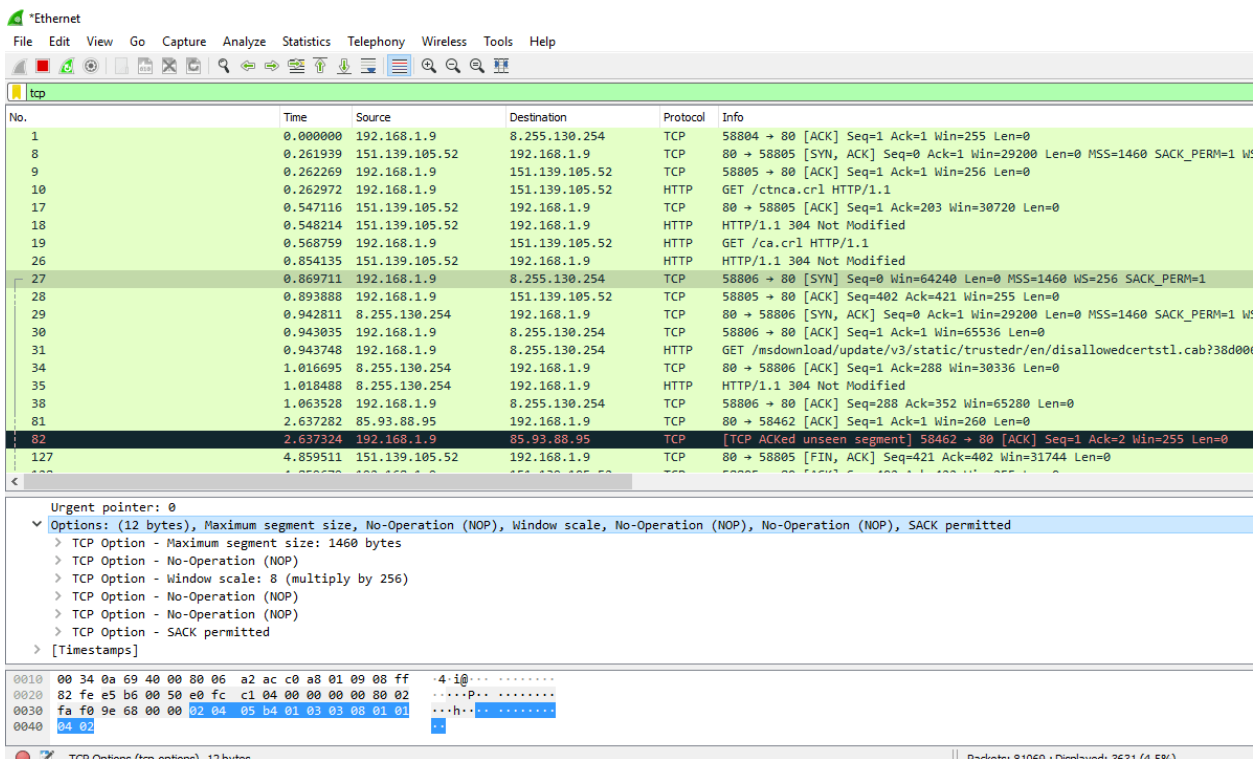 *Ethernet
File Edit View Go Capture Analyze Statistics Telephony Wireless Tools Help
tcp
No. Time Source Destination Protocol Info
1 0.000000 192.168.1.9 8.255.130.254 TCP 58804 → 80 [ACK] Seq=1 Ack=1 Win=255 Len=0
8 0.261939 151.139.105.52 192.168.1.9 TCP 80 → 58805 [SYN, ACK] Seq=0 Ack=1 Win=29200 Len=0 MSS=1460 SACK_PERM=1 WS
9 0.262269 192.168.1.9 151.139.105.52 TCP 58805 → 80 [ACK] Seq=1 Ack=1 Win=256 Len=0
10 0.262972 192.168.1.9 151.139.105.52 HTTP GET /ctnca.crl HTTP/1.1
17 0.547116 151.139.105.52 192.168.1.9 TCP 80 → 58805 [ACK] Seq=1 Ack=203 Win=30720 Len=0
18 0.548214 151.139.105.52 192.168.1.9 HTTP HTTP/1.1 304 Not Modified
19 0.568759 192.168.1.9 151.139.105.52 HTTP GET /ca.crl HTTP/1.1
26 0.854135 151.139.105.52 192.168.1.9 HTTP HTTP/1.1 304 Not Modified
27 0.869711 192.168.1.9 8.255.130.254 TCP 58806 → 80 [SYN] Seq=0 Win=64240 Len=0 MSS=1460 WS=256 SACK_PERM=1
28 0.893888 192.168.1.9 151.139.105.52 TCP 58805 → 80 [ACK] Seq=402 Ack=421 Win=255 Len=0
29 0.942811 8.255.130.254 192.168.1.9 TCP 80 → 58806 [SYN, ACK] Seq=0 Ack=1 Win=29200 Len=0 MSS=1460 SACK_PERM=1 WS
30 0.943035 192.168.1.9 8.255.130.254 TCP 58806 → 80 [ACK] Seq=1 Ack=1 Win=65536 Len=0
31 0.943748 192.168.1.9 8.255.130.254 HTTP GET /msdownload/update/v3/static/trustedr/en/disallowedcertstl.cab?38d006
34 1.016695 8.255.130.254 192.168.1.9 TCP 80 → 58806 [ACK] Seq=1 Ack=288 Win=30336 Len=0
35 1.018488 8.255.130.254 192.168.1.9 HTTP HTTP/1.1 304 Not Modified
38 1.063528 192.168.1.9 8.255.130.254 TCP 58806 → 80 [ACK] Seq=288 Ack=352 Win=65280 Len=0
81 2.637282 85.93.88.95 192.168.1.9 TCP 80 → 58462 [ACK] Seq=1 Ack=1 Win=260 Len=0
82 2.637324 192.168.1.9 85.93.88.95 TCP [TCP ACKed unseen segment] 58462 → 80 [ACK] Seq=1 Ack=2 Win=255 Len=0
127 4.859511 151.139.105.52 192.168.1.9 TCP 80 → 58805 [FIN, ACK] Seq=421 Ack=402 Win=31744 Len=0
Urgent pointer: 0
Options: (12 bytes), Maximum segment size, No-Operation (NOP), Window scale, No-Operation (NOP), No-Operation (NOP), SACK permitted
TCP Option - Maximum segment size: 1460 bytes
TCP Option - No-Operation (NOP)
TCP Option - Window scale: 8 (multiply by 256)
TCP Option - No-Operation (NOP)
TCP Option - No-Operation (NOP)
TCP Option - SACK permitted
[Timestamps]
0010 00 34 0a 69 40 00 80 06 a2 ac c0 a8 01 09 08 ff ·4·i@··· ········
0020 82 fe e5 b6 00 50 e0 fc c1 04 00 00 00 00 80 02 ·····P·· ········
0030 fa f0 9e 68 00 00 02 04 05 b4 01 03 03 08 01 01 ···h···· ········
0040 04 02 ··
TCP Options (tcp.options), 12 bytes
Packets: 81969 · Displayed: 3631 (4.5%)